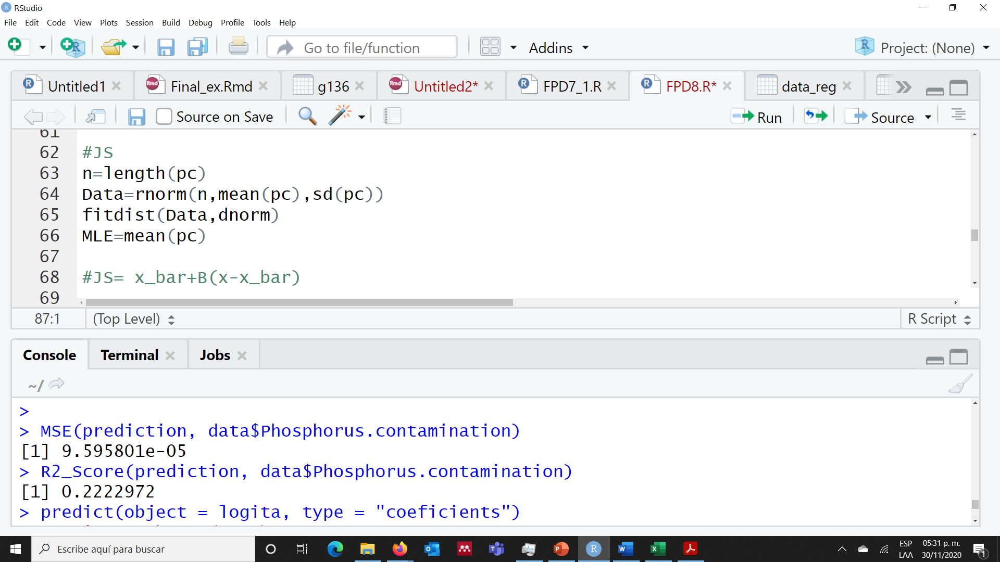 RStudio
File Edit Code View Plots Session Build Debug Profile Tools Help
Go to file/function Addins Project: (None)
Untitled1 Final_ex.Rmd g136 Untitled2* FPD7_1.R FPD8.R* data_reg
Source on Save Run Source
61
62 #JS
63 n=length(pc)
64 Data=rnorm(n,mean(pc),sd(pc))
65 fitdist(Data,dnorm)
66 MLE=mean(pc)
67
68 #JS= x_bar+B(x-x_bar)
69
87:1 (Top Level) R Script
Console Terminal Jobs
~/
>
> MSE(prediction, data$Phosphorus.contamination)
[1] 9.595801e-05
> R2_Score(prediction, data$Phosphorus.contamination)
[1] 0.2222972
> predict(object = logita, type = "coeficients")
Escribe aquí para buscar
ESP 05:31 p. m.
LAA 30/11/2020 1